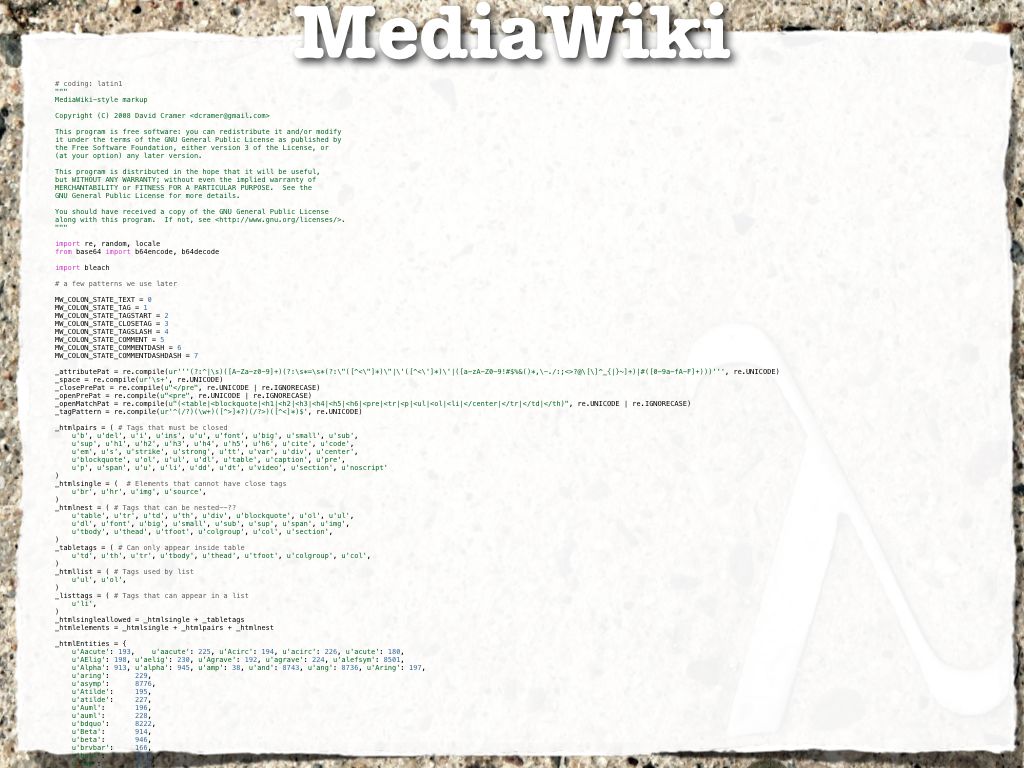 MediaWiki
# coding: latin1
"""
MediaWiki-style markup
Copyright (C) 2008 David Cramer <dcramer@gmail.com>
This program is free software: you can redistribute it and/or modify
it under the terms of the GNU General Public License as published by
the Free Software Foundation, either version 3 of the License, or
(at your option) any later version.
This program is distributed in the hope that it will be useful,
but WITHOUT ANY WARRANTY; without even the implied warranty of
MERCHANTABILITY or FITNESS FOR A PARTICULAR PURPOSE.  See the
GNU General Public License for more details.
You should have received a copy of the GNU General Public License
along with this program.  If not, see <http://www.gnu.org/licenses/>.
"""
import re, random, locale
from base64 import b64encode, b64decode
import bleach
# a few patterns we use later
MW_COLON_STATE_TEXT = 0
MW_COLON_STATE_TAG = 1
MW_COLON_STATE_TAGSTART = 2
MW_COLON_STATE_CLOSETAG = 3
MW_COLON_STATE_TAGSLASH = 4
MW_COLON_STATE_COMMENT = 5
MW_COLON_STATE_COMMENTDASH = 6
MW_COLON_STATE_COMMENTDASHDASH = 7
_attributePat = re.compile(ur'''(?:^|\s)([A-Za-z0-9]+)(?:\s*=\s*(?:\"([^<\"]*)\"|\'([^<\']*)\'|([a-zA-Z0-9!#$%&()*,\-./:;<>?@\[\]^_{|}~]+)|#([0-9a-fA-F]+)))''', re.UNICODE)
_space = re.compile(ur'\s+', re.UNICODE)
_closePrePat = re.compile(u"</pre", re.UNICODE | re.IGNORECASE)
_openPrePat = re.compile(u"<pre", re.UNICODE | re.IGNORECASE)
_openMatchPat = re.compile(u"(<table|<blockquote|<h1|<h2|<h3|<h4|<h5|<h6|<pre|<tr|<p|<ul|<ol|<li|</center|</tr|</td|</th)", re.UNICODE | re.IGNORECASE)
_tagPattern = re.compile(ur'^(/?)(\w+)([^>]*?)(/?>)([^<]*)$', re.UNICODE)
_htmlpairs = ( # Tags that must be closed
u'b', u'del', u'i', u'ins', u'u', u'font', u'big', u'small', u'sub',
u'sup', u'h1', u'h2', u'h3', u'h4', u'h5', u'h6', u'cite', u'code',
u'em', u's', u'strike', u'strong', u'tt', u'var', u'div', u'center',
u'blockquote', u'ol', u'ul', u'dl', u'table', u'caption', u'pre',
u'p', u'span', u'u', u'li', u'dd', u'dt', u'video', u'section', u'noscript'
)
_htmlsingle = (  # Elements that cannot have close tags
u'br', u'hr', u'img', u'source',
)
_htmlnest = ( # Tags that can be nested--??
u'table', u'tr', u'td', u'th', u'div', u'blockquote', u'ol', u'ul',
u'dl', u'font', u'big', u'small', u'sub', u'sup', u'span', u'img',
u'tbody', u'thead', u'tfoot', u'colgroup', u'col', u'section',
)
_tabletags = ( # Can only appear inside table
u'td', u'th', u'tr', u'tbody', u'thead', u'tfoot', u'colgroup', u'col',
)
_htmllist = ( # Tags used by list
u'ul', u'ol',
)
_listtags = ( # Tags that can appear in a list
u'li',
)
_htmlsingleallowed = _htmlsingle + _tabletags
_htmlelements = _htmlsingle + _htmlpairs + _htmlnest
_htmlEntities = {
u'Aacute': 193,    u'aacute': 225, u'Acirc': 194, u'acirc': 226, u'acute': 180,
u'AElig': 198, u'aelig': 230, u'Agrave': 192, u'agrave': 224, u'alefsym': 8501,
u'Alpha': 913, u'alpha': 945, u'amp': 38, u'and': 8743, u'ang': 8736, u'Aring': 197,
u'aring':      229,
u'asymp':      8776,
u'Atilde':     195,
u'atilde':     227,
u'Auml':       196,
u'auml':       228,
u'bdquo':      8222,
u'Beta':       914,
u'beta':       946,
u'brvbar':     166,